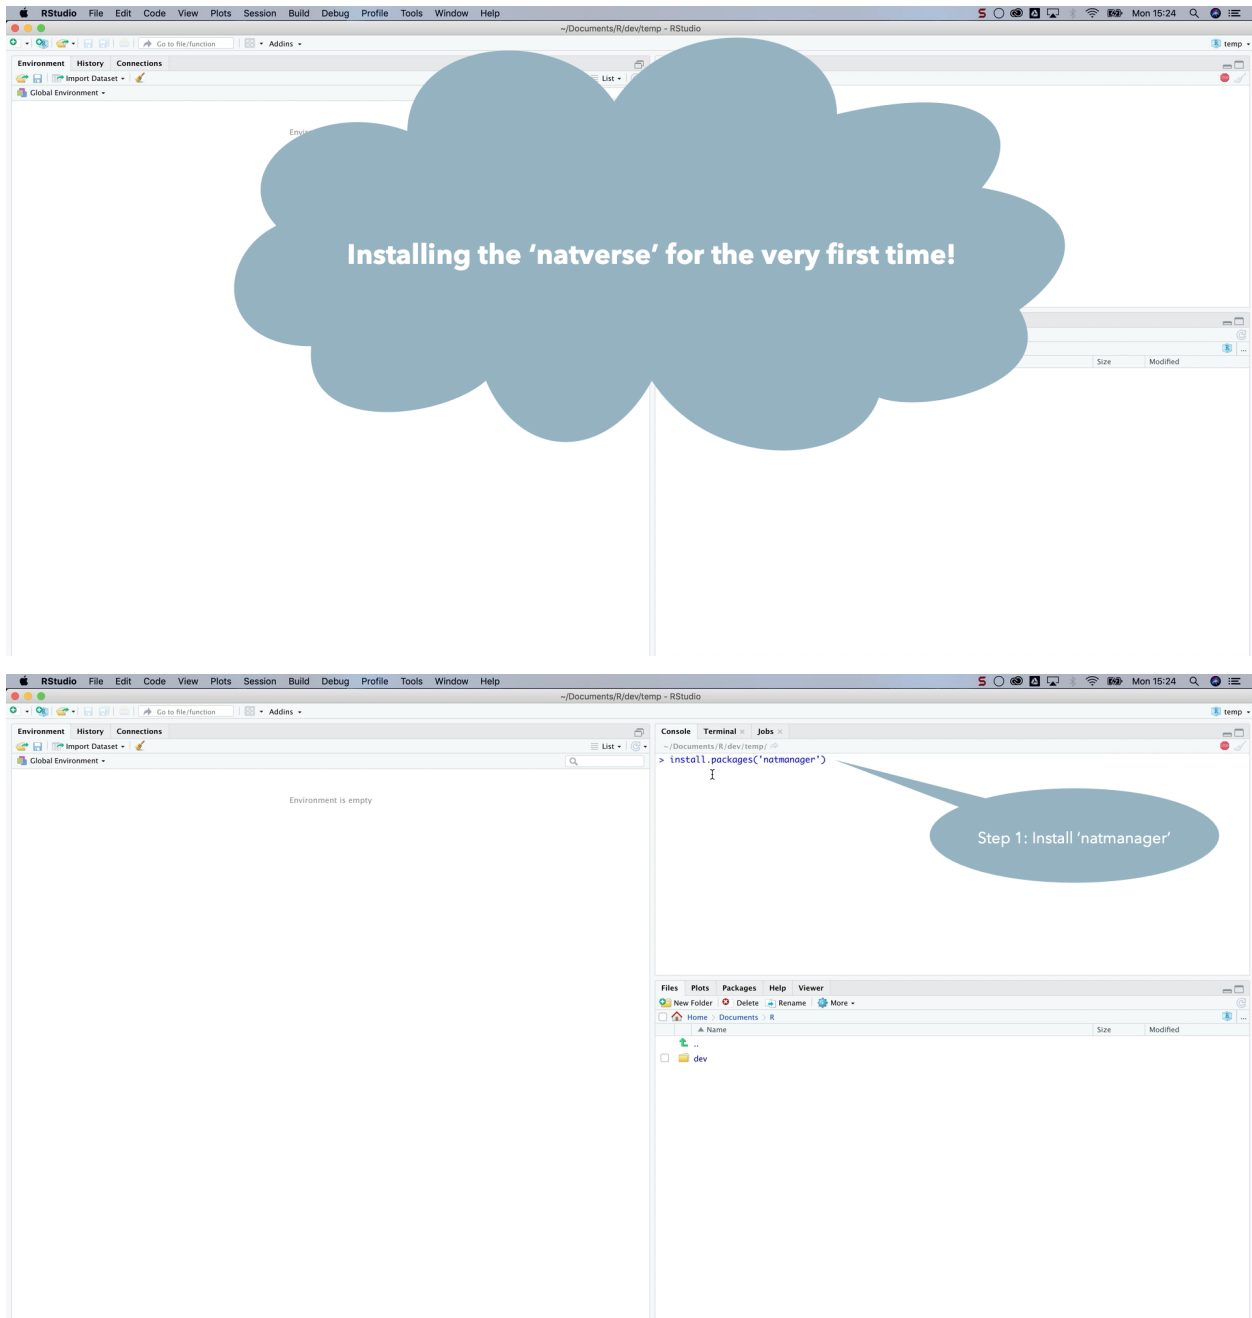 RStudio File Edit Code View Plots Session Build Debug Profile Tools Window Help Mon 15:24
~/Documents/R/dev/temp - RStudio
Go to file/function Addins temp
Environment History Connections
Import Dataset List
Global Environment
Installing the ‘natverse’ for the very first time!
Size Modified
RStudio File Edit Code View Plots Session Build Debug Profile Tools Window Help Mon 15:24
~/Documents/R/dev/temp - RStudio
Go to file/function Addins temp
Environment History Connections
Import Dataset List
Global Environment
Environment is empty
Console Terminal Jobs
~/Documents/R/dev/temp/
> install.packages('natmanager')
Step 1: Install ‘natmanager’
Files Plots Packages Help Viewer
New Folder Delete Rename More
Home Documents R ...
Name Size Modified
..
dev